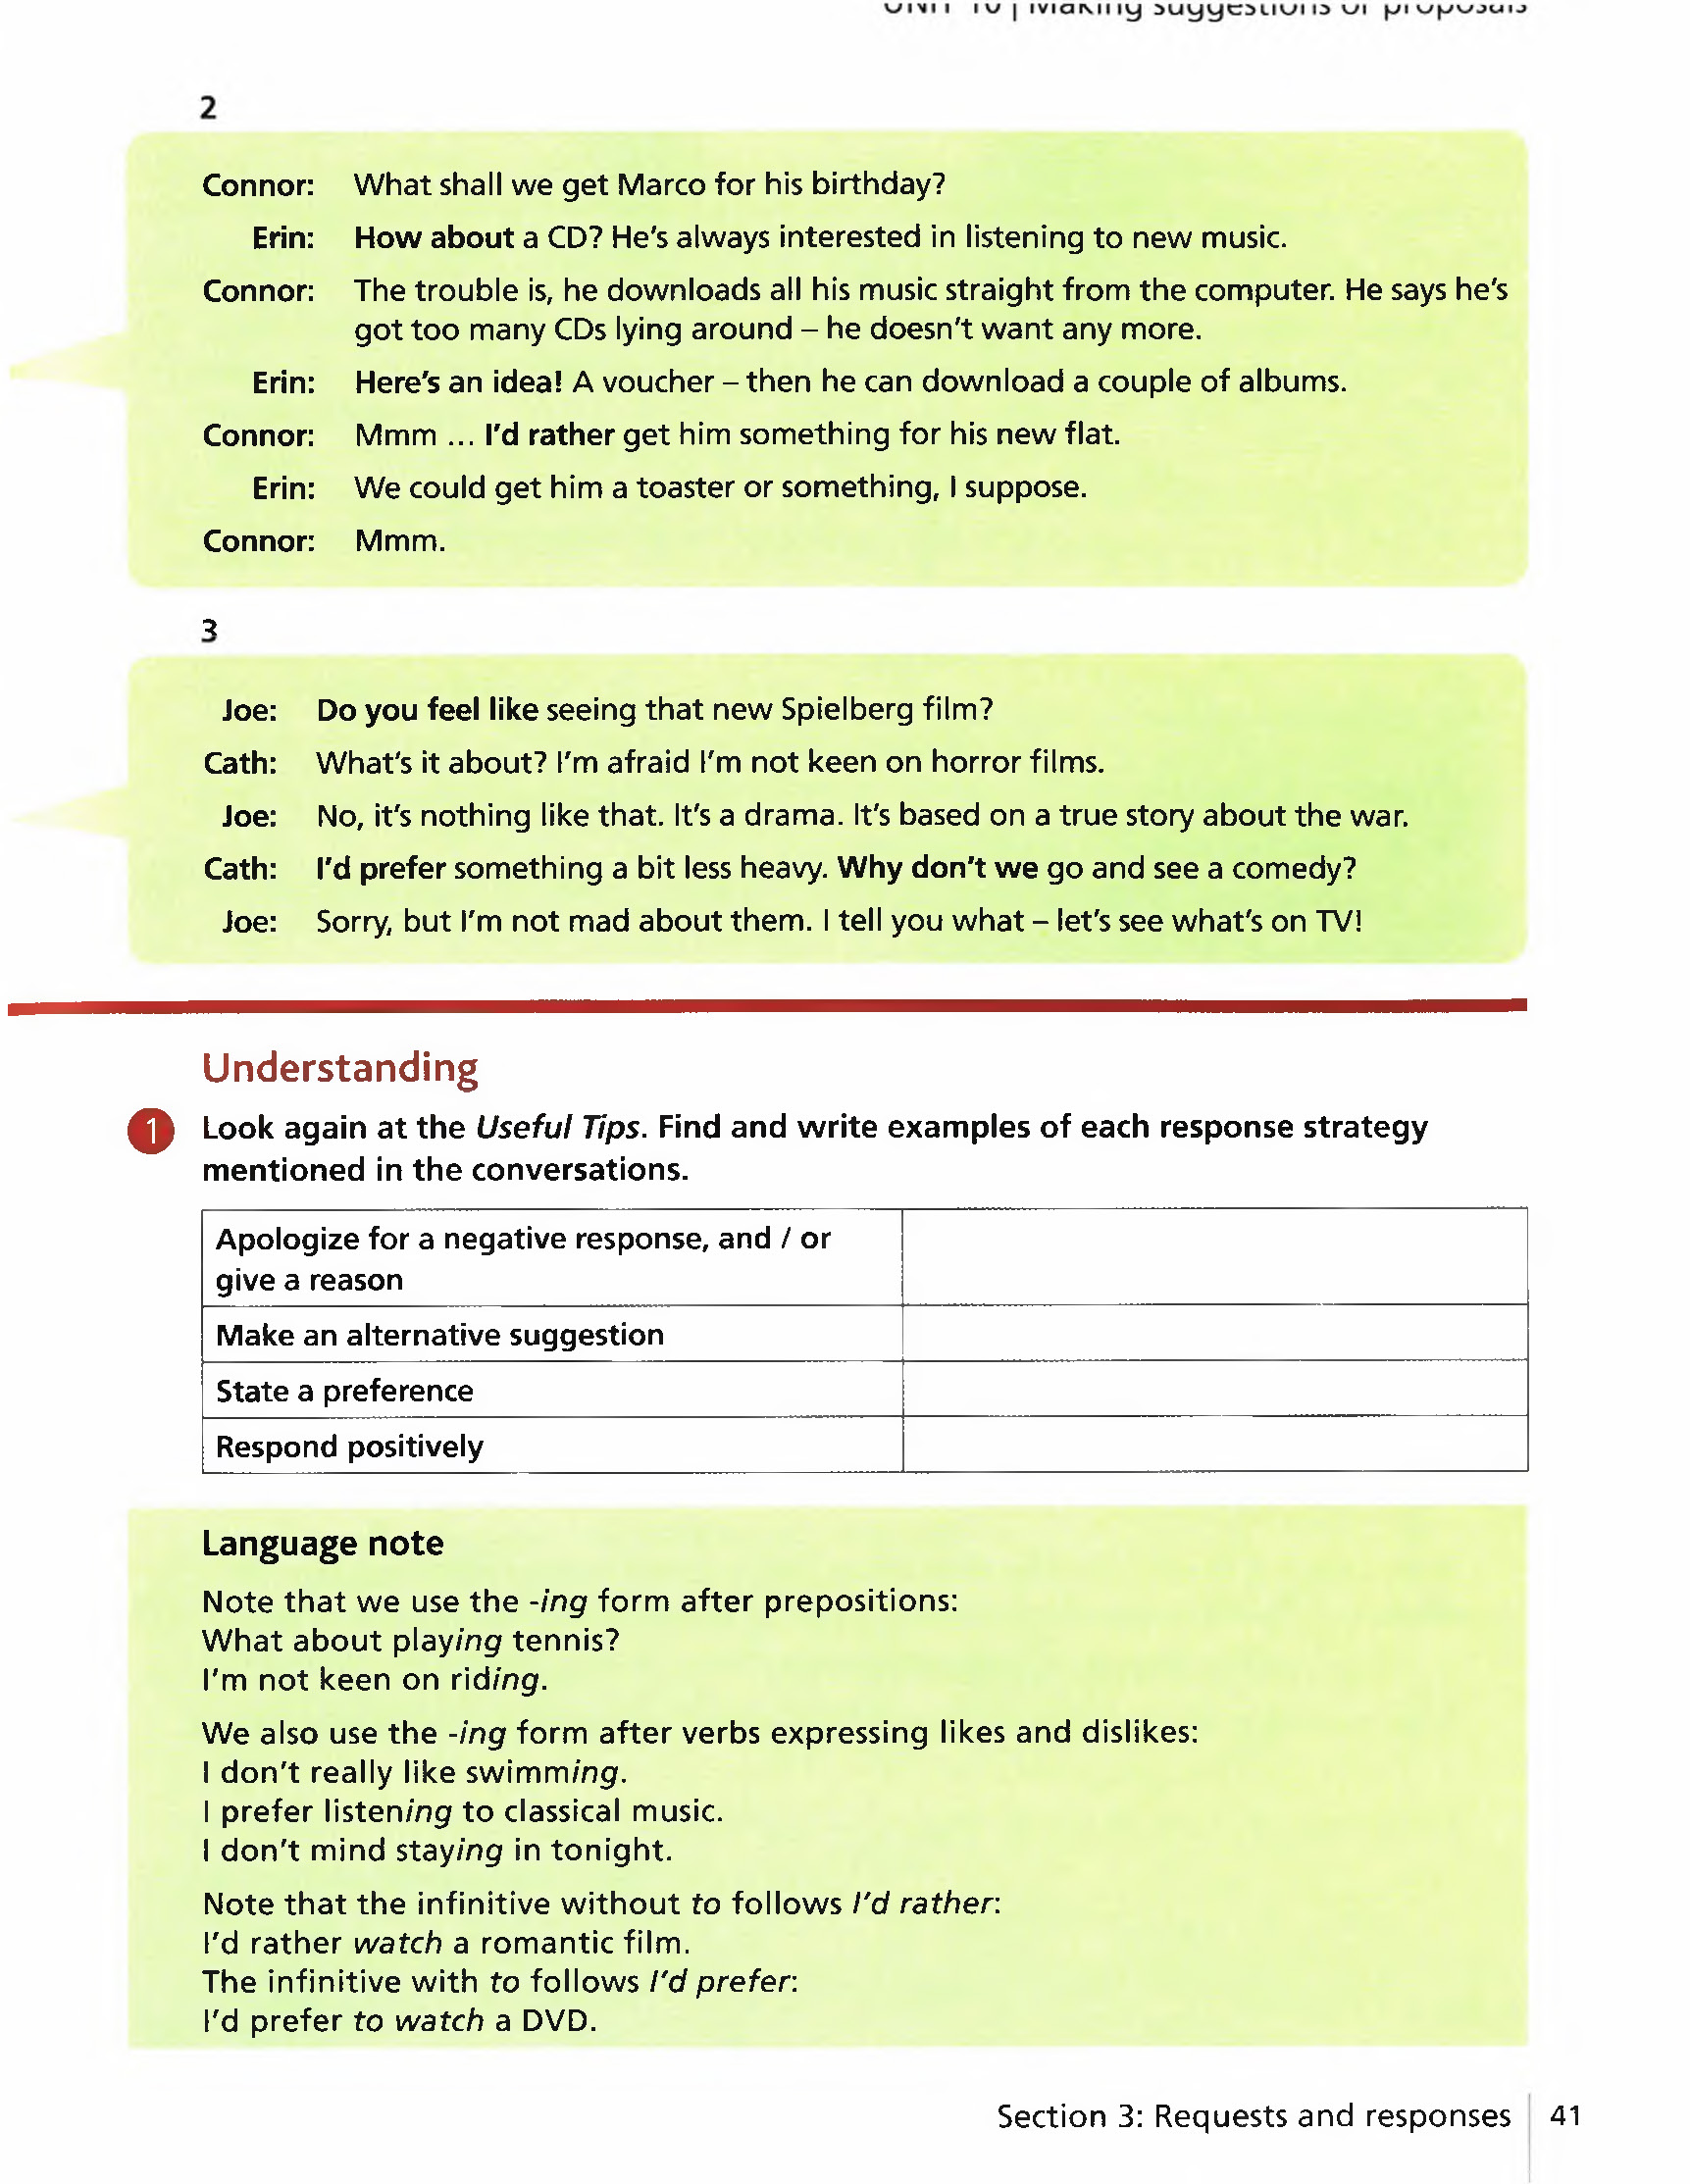 UNIT 10 | Making suggestions or proposals
2
Connor: What shall we get Marco for his birthday?
Erin: How about a CD? He's always interested in listening to new music.
Connor: The trouble is, he downloads all his music straight from the computer. He says he's
got too many CDs lying around – he doesn't want any more.
Erin: Here's an idea! A voucher – then he can download a couple of albums.
Connor: Mmm ... I'd rather get him something for his new flat.
Erin: We could get him a toaster or something, I suppose.
Connor: Mmm.
3
Joe: Do you feel like seeing that new Spielberg film?
Cath: What's it about? I'm afraid I'm not keen on horror films.
Joe: No, it's nothing like that. It's a drama. It's based on a true story about the war.
Cath: I'd prefer something a bit less heavy. Why don't we go and see a comedy?
Joe: Sorry, but I'm not mad about them. I tell you what – let's see what's on TV!
Understanding
1 Look again at the Useful Tips. Find and write examples of each response strategy
mentioned in the conversations.
Apologize for a negative response, and / or
give a reason
Make an alternative suggestion
State a preference
Respond positively
Language note
Note that we use the -ing form after prepositions:
What about playing tennis?
I'm not keen on riding.
We also use the -ing form after verbs expressing likes and dislikes:
I don't really like swimming.
I prefer listening to classical music.
I don't mind staying in tonight.
Note that the infinitive without to follows I'd rather:
I'd rather watch a romantic film.
The infinitive with to follows I'd prefer:
I'd prefer to watch a DVD.
Section 3: Requests and responses 41